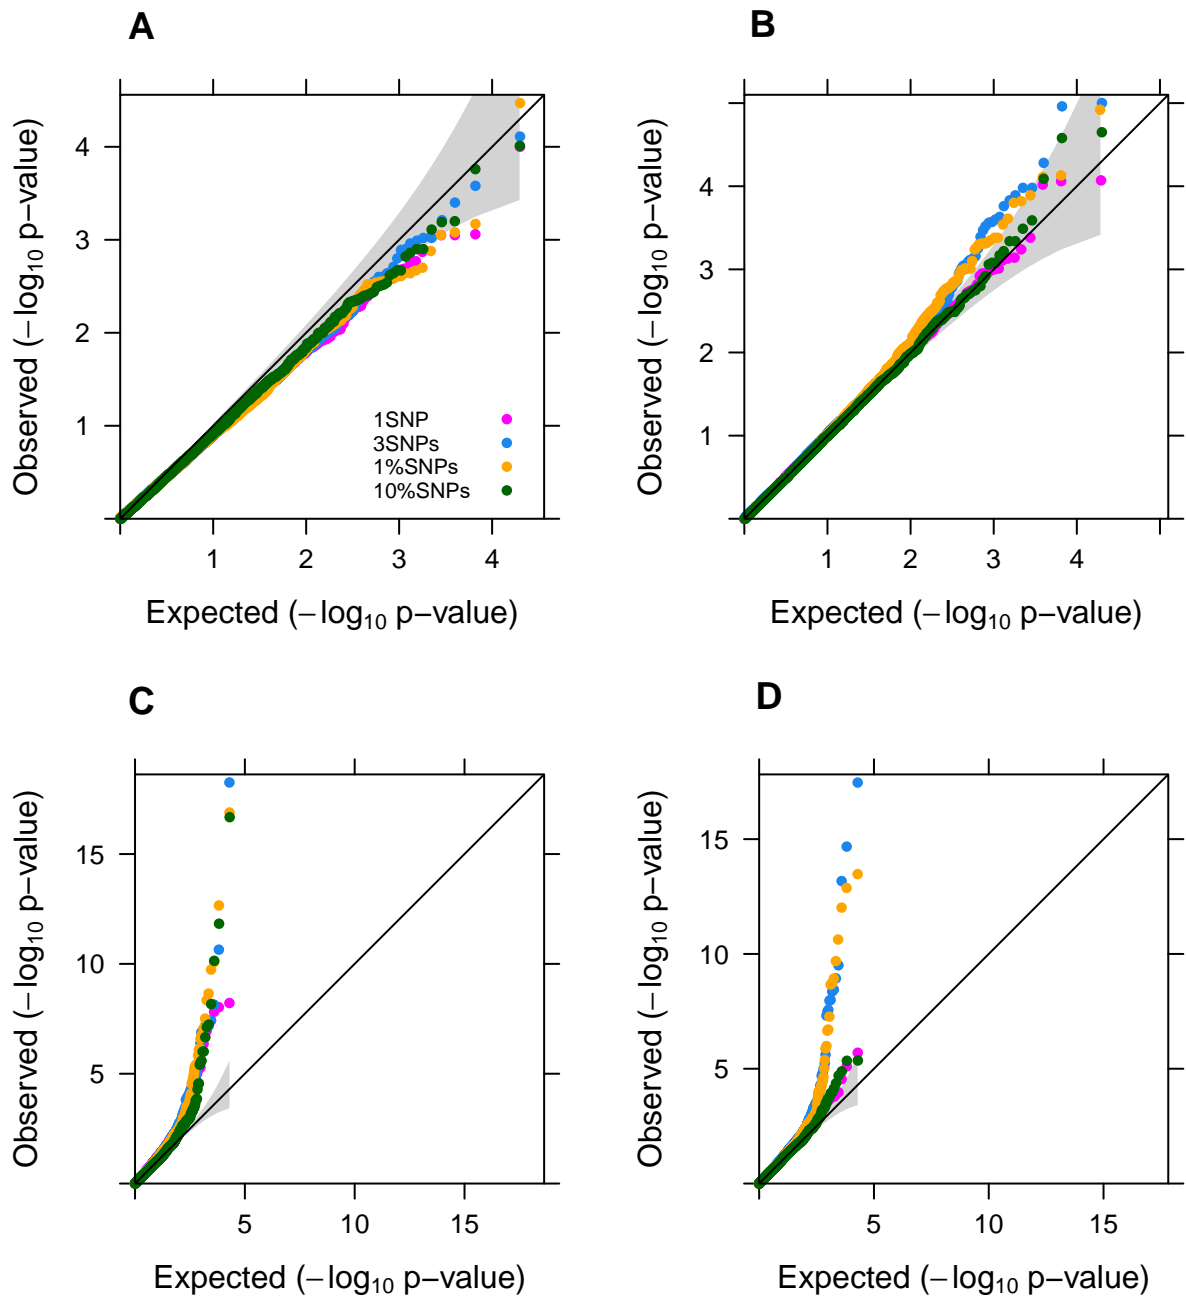 A
B
Observed (−log10 p−value)
4
3
2
1
1SNP
3SNPs
1%SNPs
10%SNPs
1 2 3 4
Expected (−log10 p−value)
Observed (−log10 p−value)
4
3
2
1
1 2 3 4
Expected (−log10 p−value)
C
D
Observed (−log10 p−value)
15
10
5
5 10 15
Expected (−log10 p−value)
Observed (−log10 p−value)
15
10
5
5 10 15
Expected (−log10 p−value)